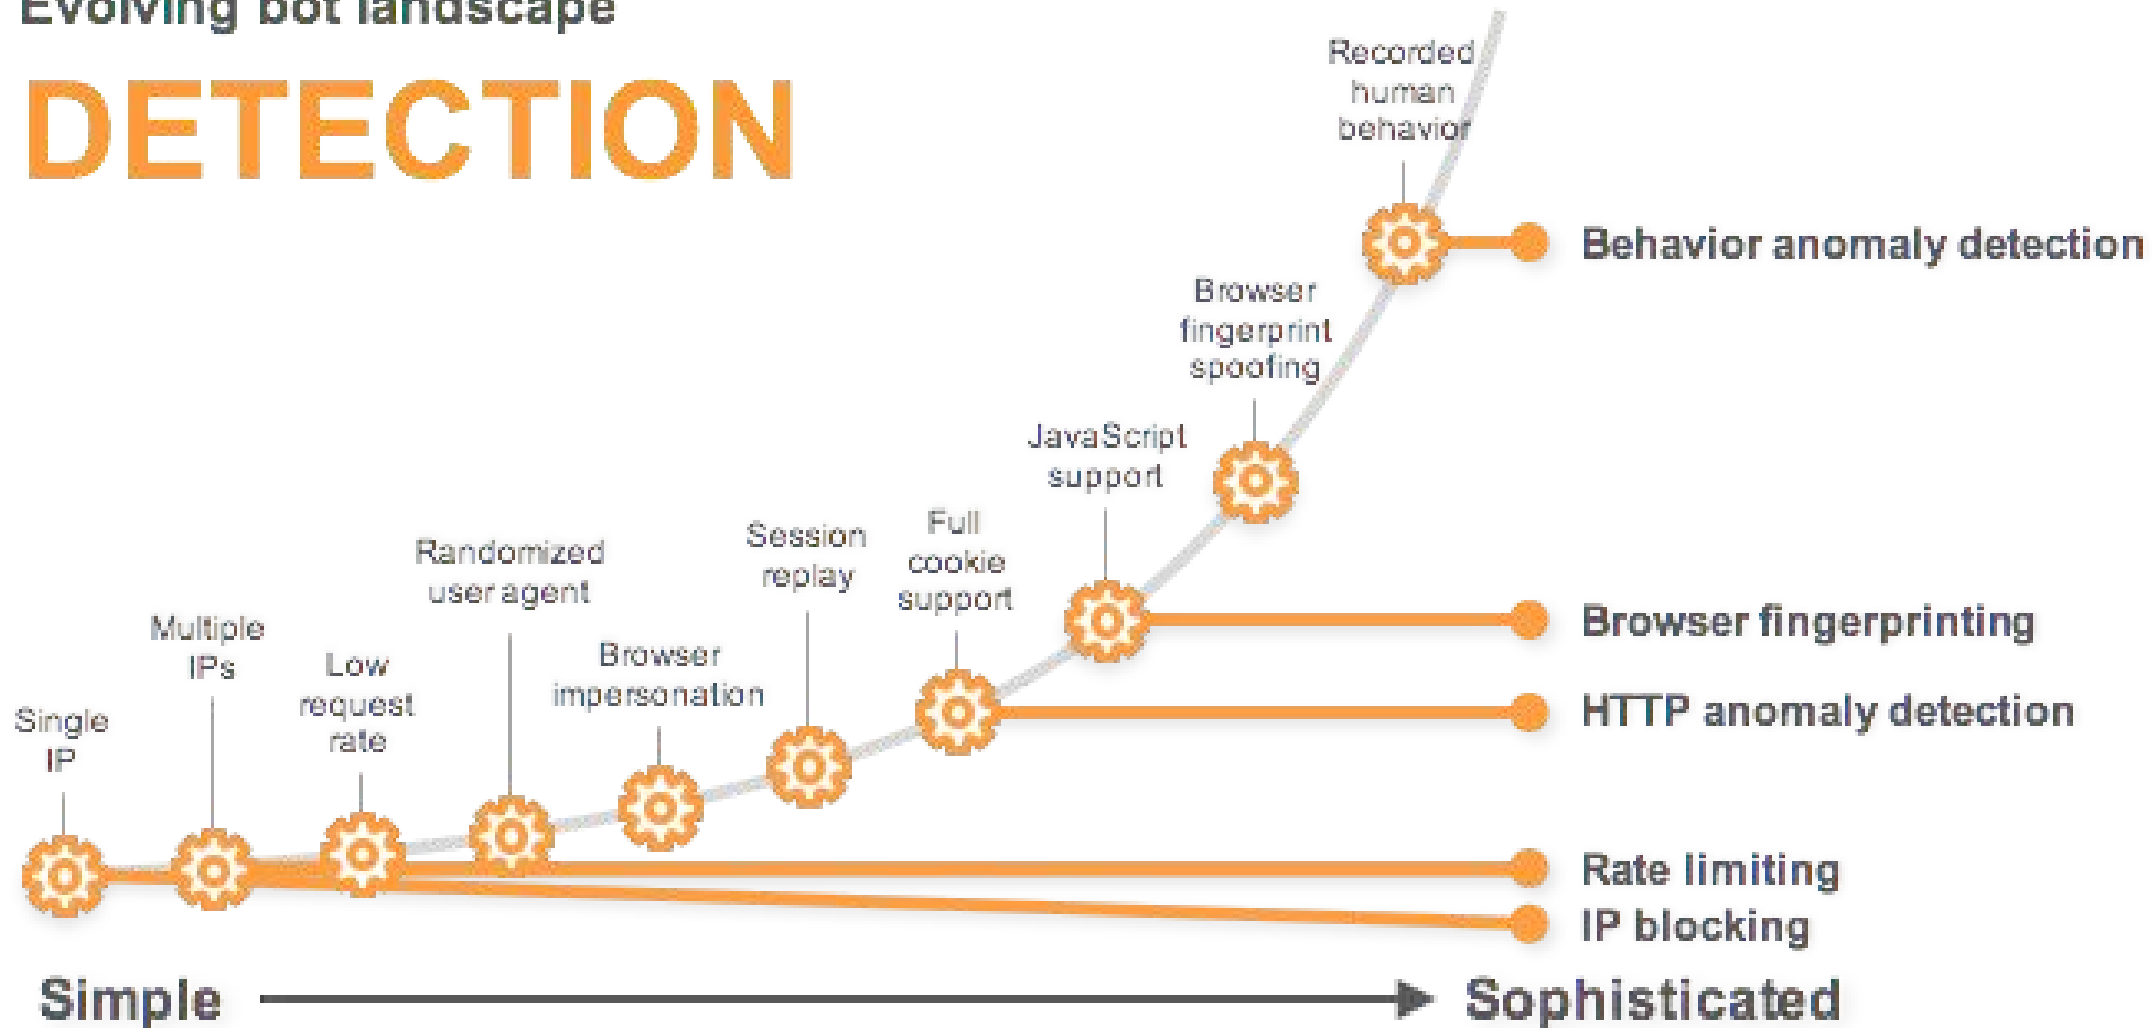 Evolving bot landscape
DETECTION
Recorded
human
behavior
Behavior anomaly detection
Browser
fingerprint
spoofing
JavaScript
support
Browser fingerprinting
Full
cookie
support
HTTP anomaly detection
Session
replay
Randomized
user agent
Browser
impersonation
Multiple
IPs
Low
request
rate
Single
IP
Rate limiting
IP blocking
Simple
Sophisticated